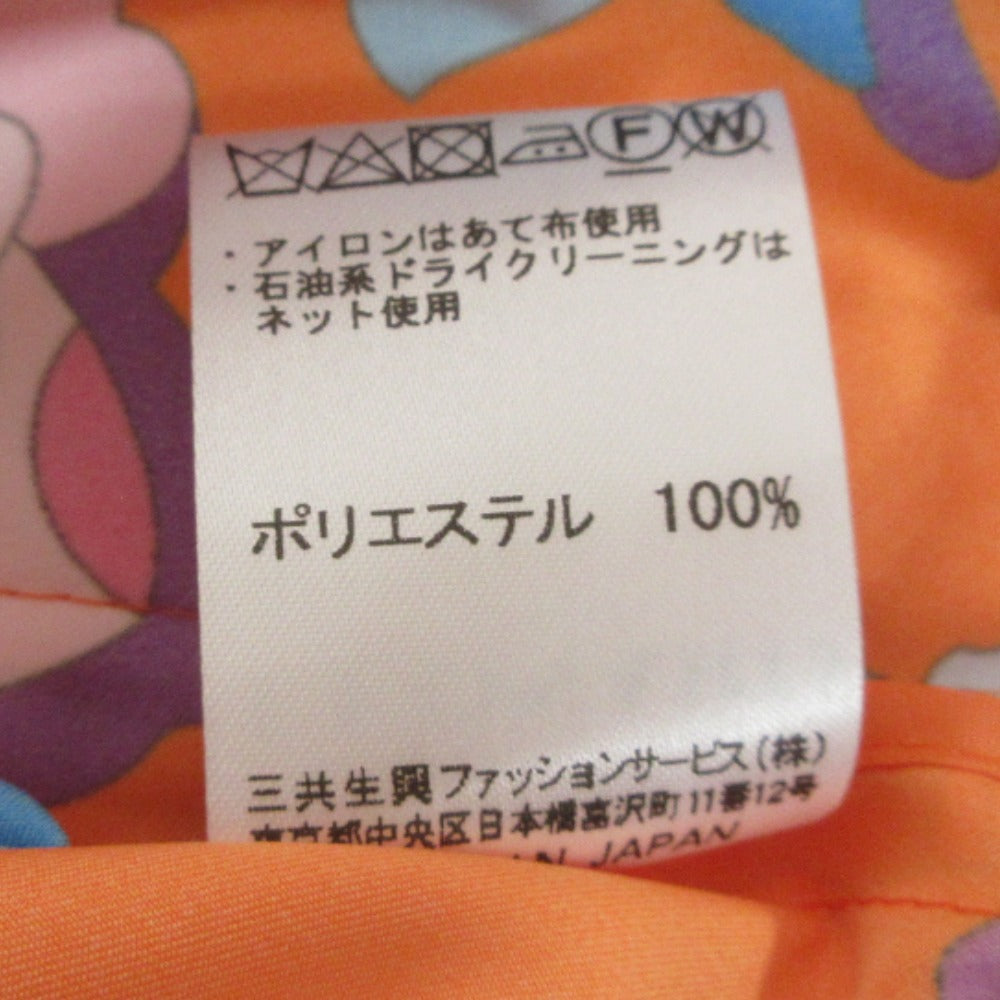 F W
・アイロンはあて布使用
・石油系ドライクリーニングは
ネット使用
ポリエステル 100%
三共生興ファッションサービス(株)
東京都中央区日本橋富沢町11番12号
IN JAPAN